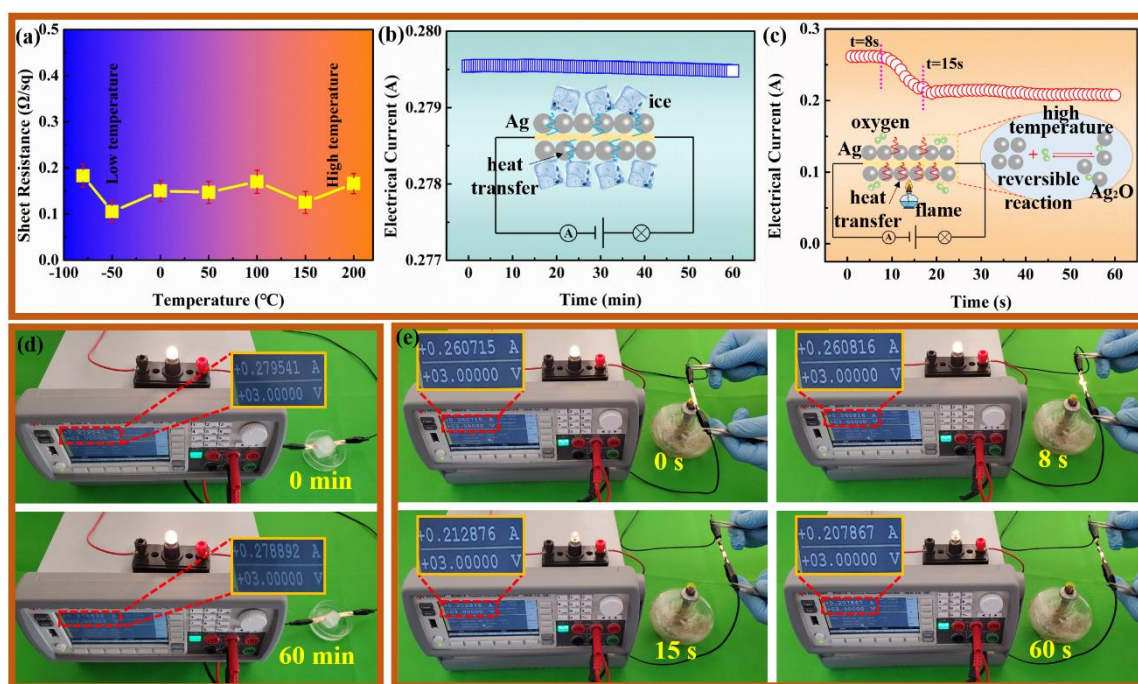 (a)
0.5
0.4
0.3
0.2
0.1
0.0
Sheet Resistance (Ω/sq)
Low temperature
High temperature
-100
-50
0
50
100
150
200
Temperature (°C)
(b)
0.280
0.279
0.278
0.277
Electrical Current (A)
Ag
ice
heat
transfer
A
0
10
20
30
40
50
60
Time (min)
(c)
0.3
0.2
0.1
0.0
Electrical Current (A)
t=8s
t=15s
oxygen
Ag
heat
transfer
flame
high
temperature
+
reversible
reaction
Ag₂O
A
0
10
20
30
40
50
60
Time (s)
(d)
+0.279541 A
+03.00000 V
0 min
+0.278892 A
+03.00000 V
60 min
(e)
+0.260715 A
+03.00000 V
0 s
+0.260816 A
+03.00000 V
8 s
+0.212876 A
+03.00000 V
15 s
+0.207867 A
+03.00000 V
60 s